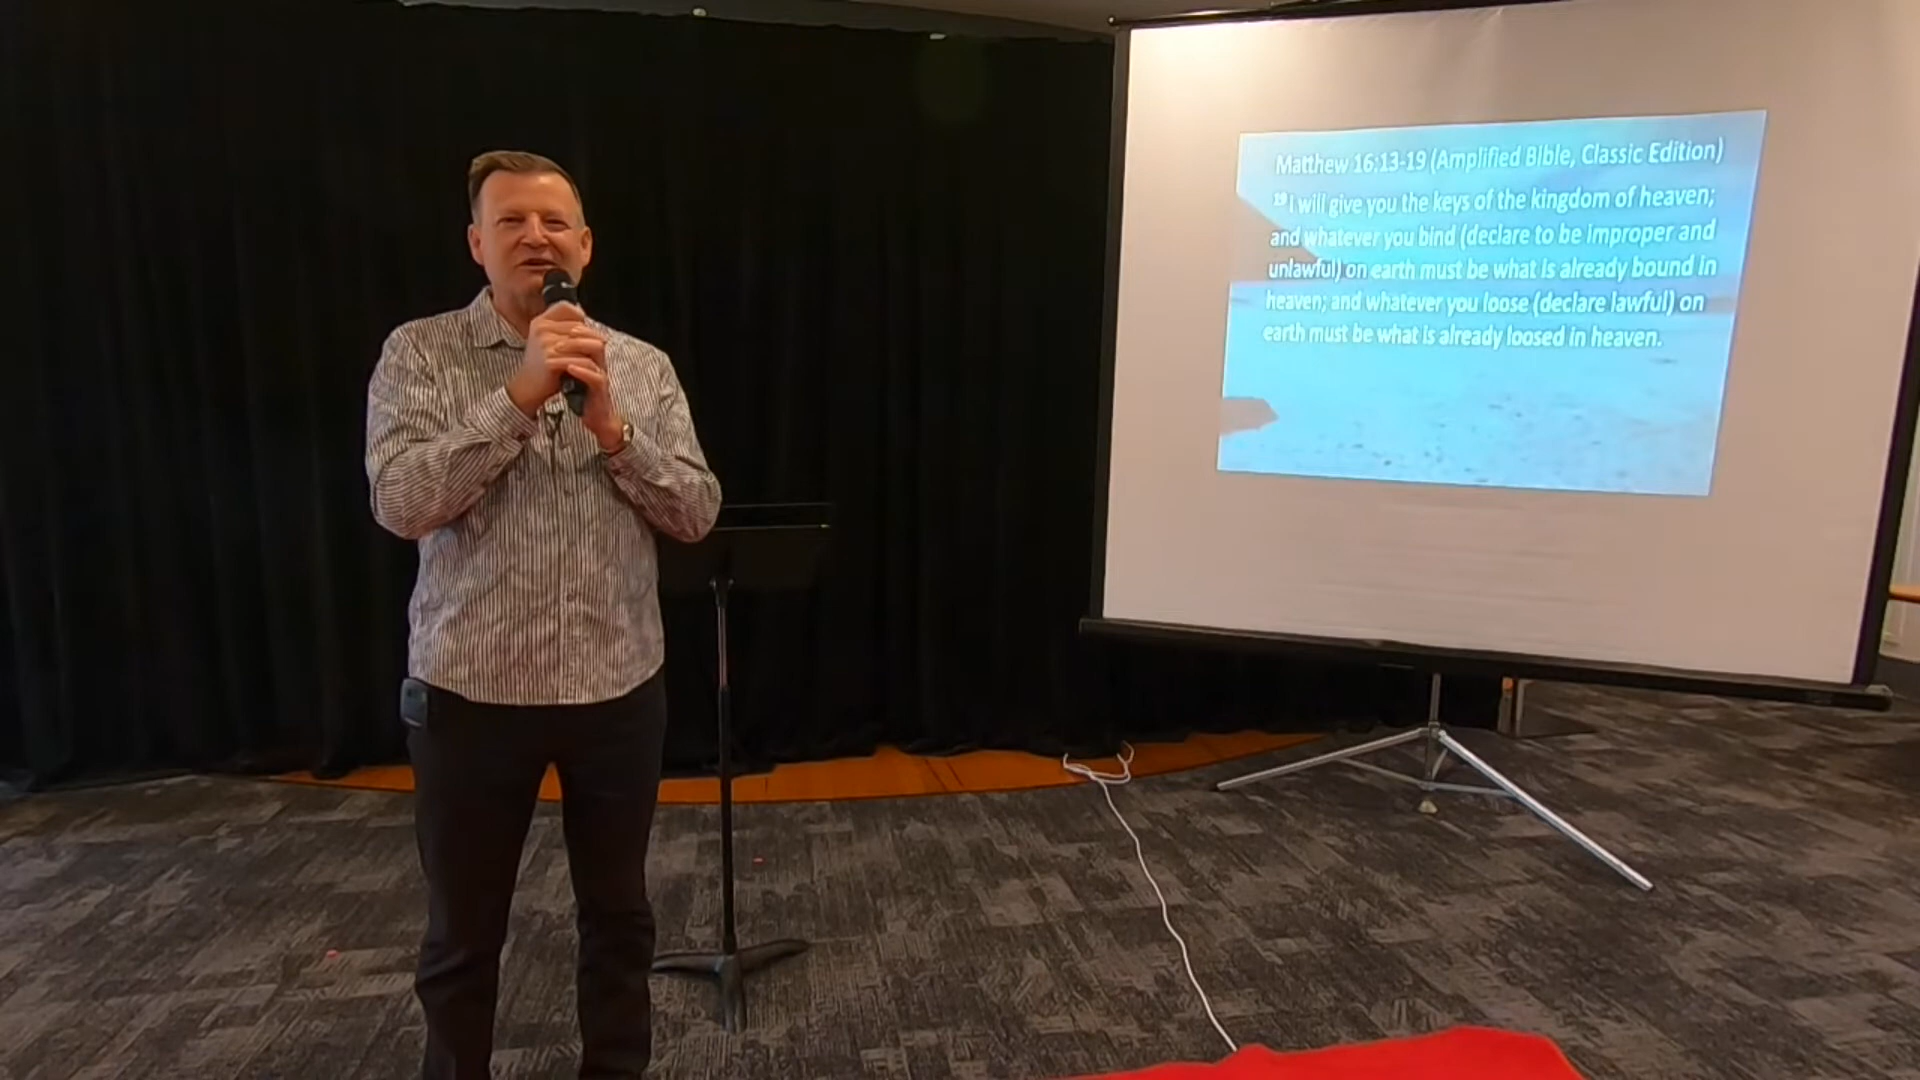 Matthew 16:13-19 (Amplified Bible, Classic Edition)
19 I will give you the keys of the kingdom of heaven;
and whatever you bind (declare to be improper and
unlawful) on earth must be what is already bound in
heaven; and whatever you loose (declare lawful) on
earth must be what is already loosed in heaven.